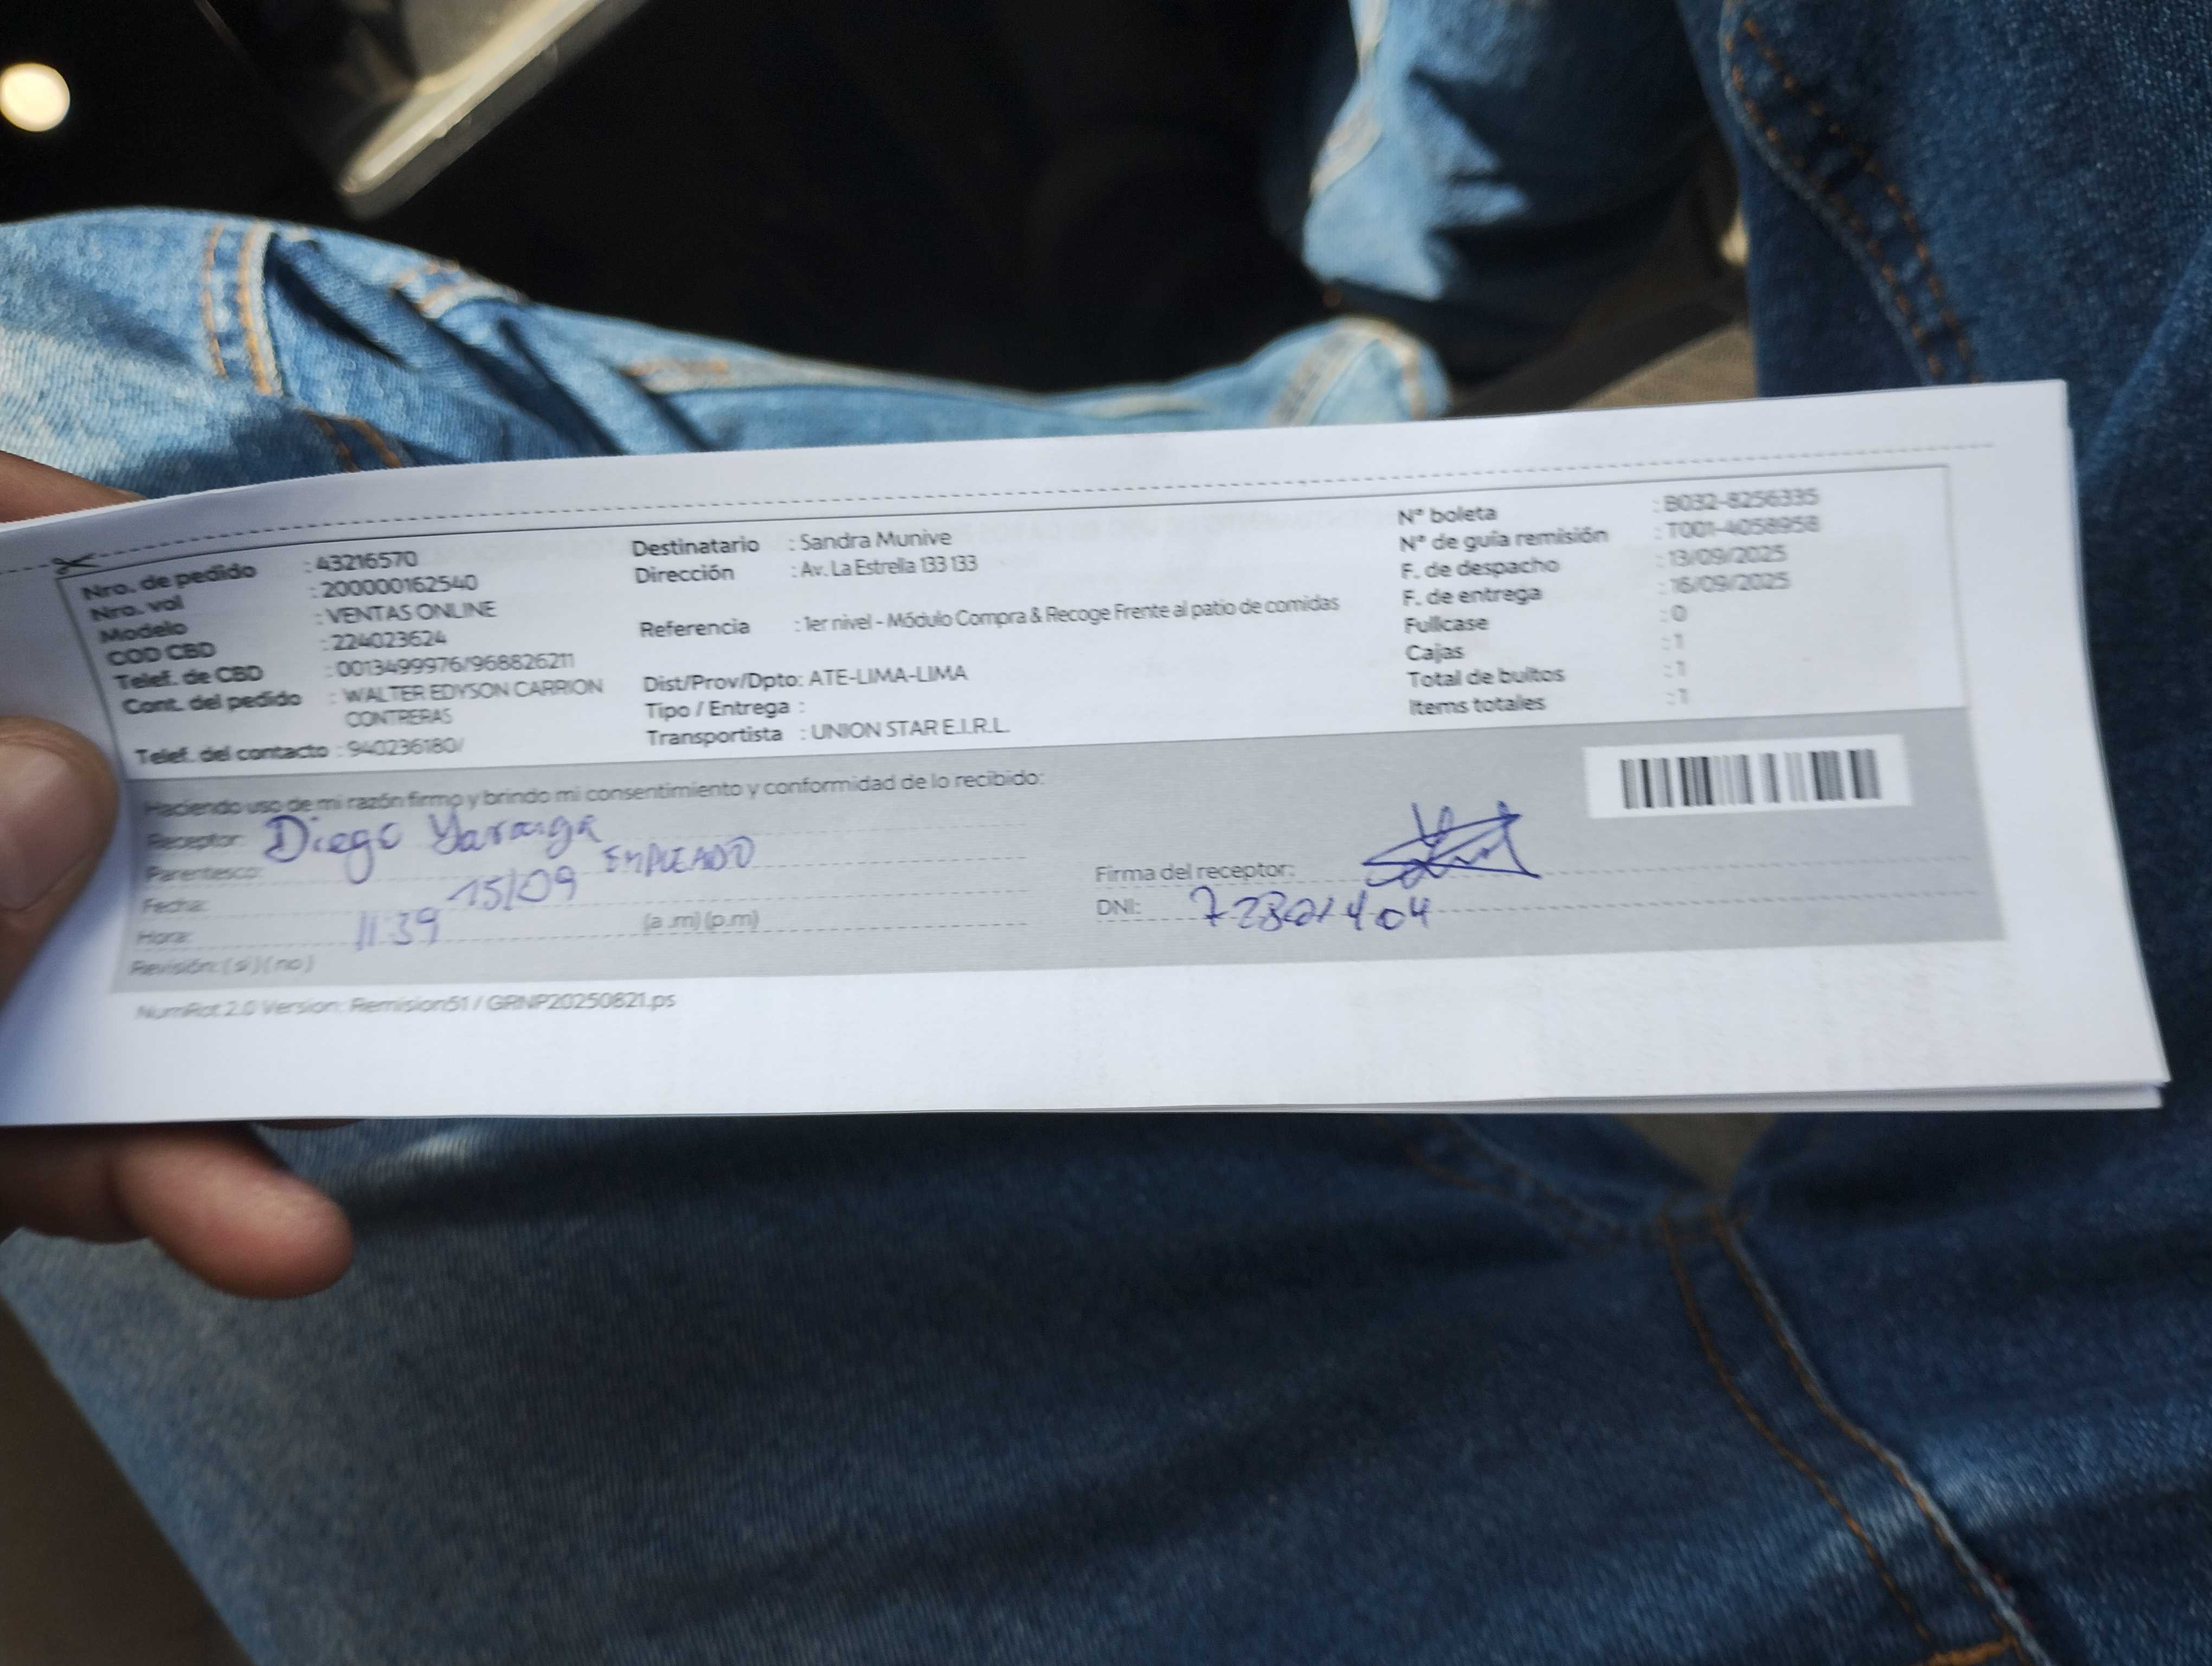 Nro. de pedido : 43216570
Nro. val : 200000162540
Modelo : VENTAS ONLINE
COD CBD : 224023624
Telef. de CBD : 0013499976/968826211
Cont. del pedido : WALTER EDYSON CARRION
CONTRERAS
Telef. del contacto : 940236180/
Destinatario : Sandra Munive
Dirección : Av. La Estrella 133 133
Referencia : 1er nivel - Módulo Compra & Recoge Frente al patio de comidas
Dist/Prov/Dpto: ATE-LIMA-LIMA
Tipo / Entrega :
Transportista : UNION STAR E.I.R.L.
N° boleta : B032-8256335
N° de guía remisión : T001-4058958
F. de despacho : 13/09/2025
F. de entrega : 16/09/2025
Fullcase : 0
Cajas : 1
Total de bultos : 1
Items totales : 1
Haciendo uso de mi razón firmo y brindo mi consentimiento y conformidad de lo recibido:
Receptor: Diego Yaranga
Parentesco: EMPLEADO
Fecha: 15/09
Hora: 11:39 (a .m) (p.m)
Revisión: ( si ) ( no )
Firma del receptor:
DNI: 72801404
NumRot 2.0 Version: Remision51 / GRNP20250821.ps